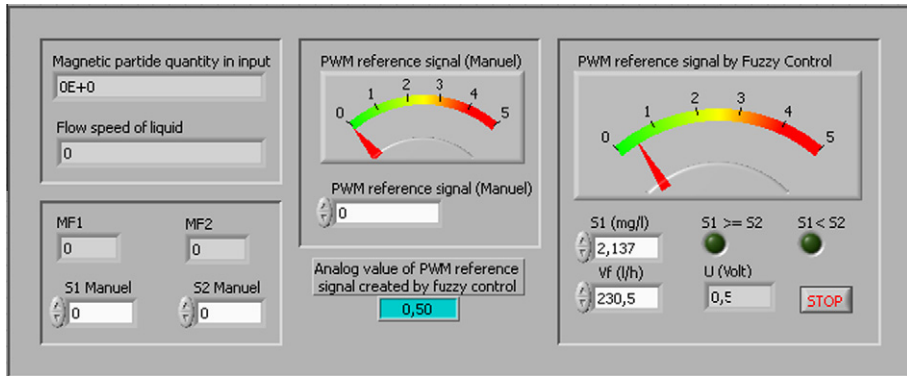 Magnetic partide quantity in input
0E+0
Flow speed of liquid
0
MF1
MF2
0
0
S1 Manuel
S2 Manuel
0
0
PWM reference signal (Manuel)
0 1 2 3 4 5
PWM reference signal (Manuel)
0
Analog value of PWM reference
signal created by fuzzy control
0,50
PWM reference signal by Fuzzy Control
0 1 2 3 4 5
S1 (mg/l)
S1 >= S2
S1< S2
2,137
Vf (l/h)
U (Volt)
230,5
0,5
STOP